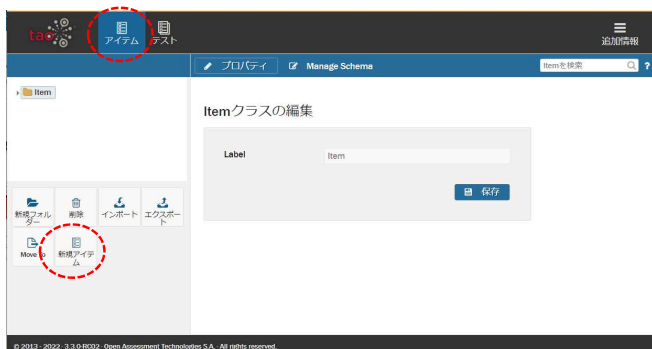 tao
アイテム
テスト
追加情報
プロパティ
Manage Schema
Itemを検索
?
Item
Itemクラスの編集
Label
Item
保存
新規フォル
ダー
削除
インポート
エクスポー
ト
Move To
新規アイテ
ム
© 2013 - 2022 · 3.3.0-RC02 · Open Assessment Technologies S.A. · All rights reserved.